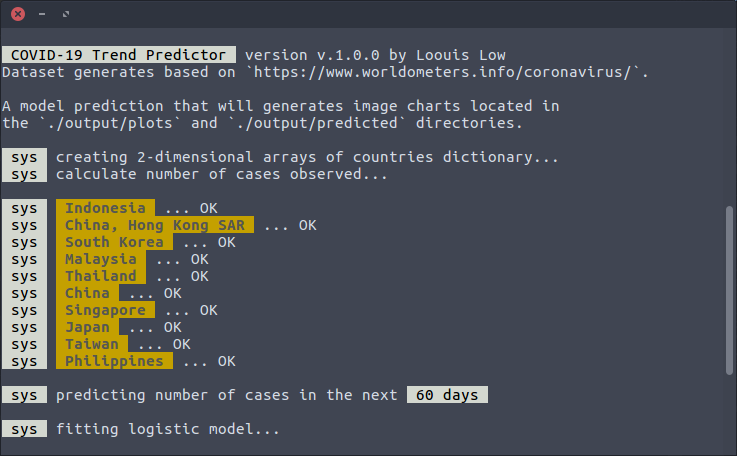 COVID-19 Trend Predictor version v.1.0.0 by Loouis Low
Dataset generates based on `https://www.worldometers.info/coronavirus/`.
A model prediction that will generates image charts located in
the `./output/plots` and `./output/predicted` directories.
sys creating 2-dimensional arrays of countries dictionary...
sys calculate number of cases observed...
sys Indonesia ... OK
sys China, Hong Kong SAR ... OK
sys South Korea ... OK
sys Malaysia ... OK
sys Thailand ... OK
sys China ... OK
sys Singapore ... OK
sys Japan ... OK
sys Taiwan ... OK
sys Philippines ... OK
sys predicting number of cases in the next 60 days
sys fitting logistic model...